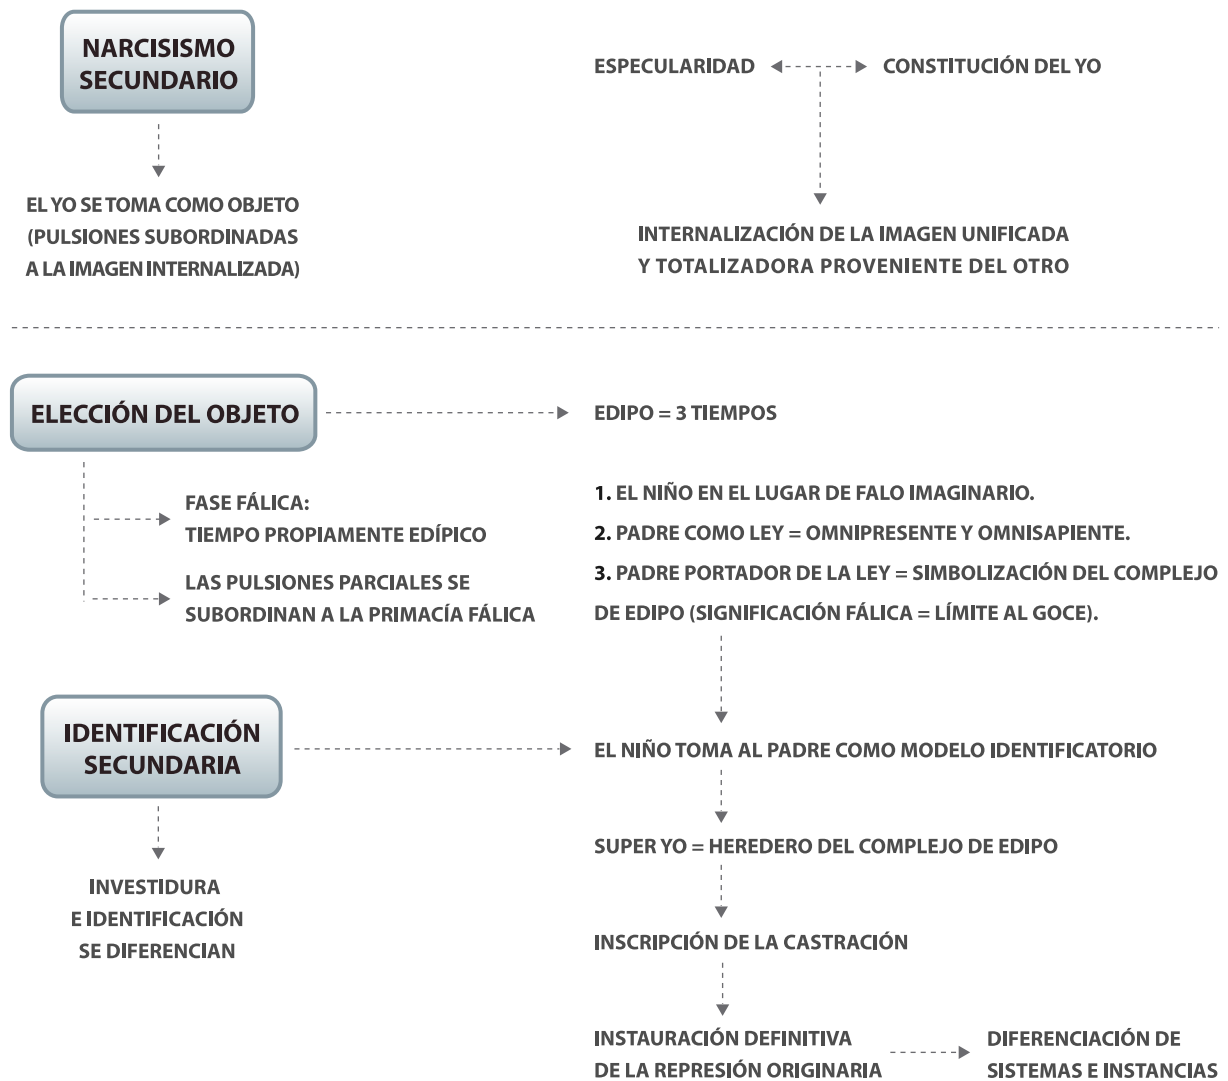 NARCISISMO
SECUNDARIO
EL YO SE TOMA COMO OBJETO
(PULSIONES SUBORDINADAS
A LA IMAGEN INTERNALIZADA)
ESPECULARIDAD
CONSTITUCIÓN DEL YO
INTERNALIZACIÓN DE LA IMAGEN UNIFICADA
Y TOTALIZADORA PROVENIENTE DEL OTRO
ELECCIÓN DEL OBJETO
EDIPO = 3 TIEMPOS
FASE FÁLICA:
TIEMPO PROPIAMENTE EDÍPICO
LAS PULSIONES PARCIALES SE
SUBORDINAN A LA PRIMACÍA FÁLICA
1. EL NIÑO EN EL LUGAR DE FALO IMAGINARIO.
2. PADRE COMO LEY = OMNIPRESENTE Y OMNISAPIENTE.
3. PADRE PORTADOR DE LA LEY = SIMBOLIZACIÓN DEL COMPLEJO
DE EDIPO (SIGNIFICACIÓN FÁLICA = LÍMITE AL GOCE).
IDENTIFICACIÓN
SECUNDARIA
INVESTIDURA
E IDENTIFICACIÓN
SE DIFERENCIAN
EL NIÑO TOMA AL PADRE COMO MODELO IDENTIFICATORIO
SUPER YO = HEREDERO DEL COMPLEJO DE EDIPO
INSCRIPCIÓN DE LA CASTRACIÓN
INSTAURACIÓN DEFINITIVA
DE LA REPRESIÓN ORIGINARIA
DIFERENCIACIÓN DE
SISTEMAS E INSTANCIAS